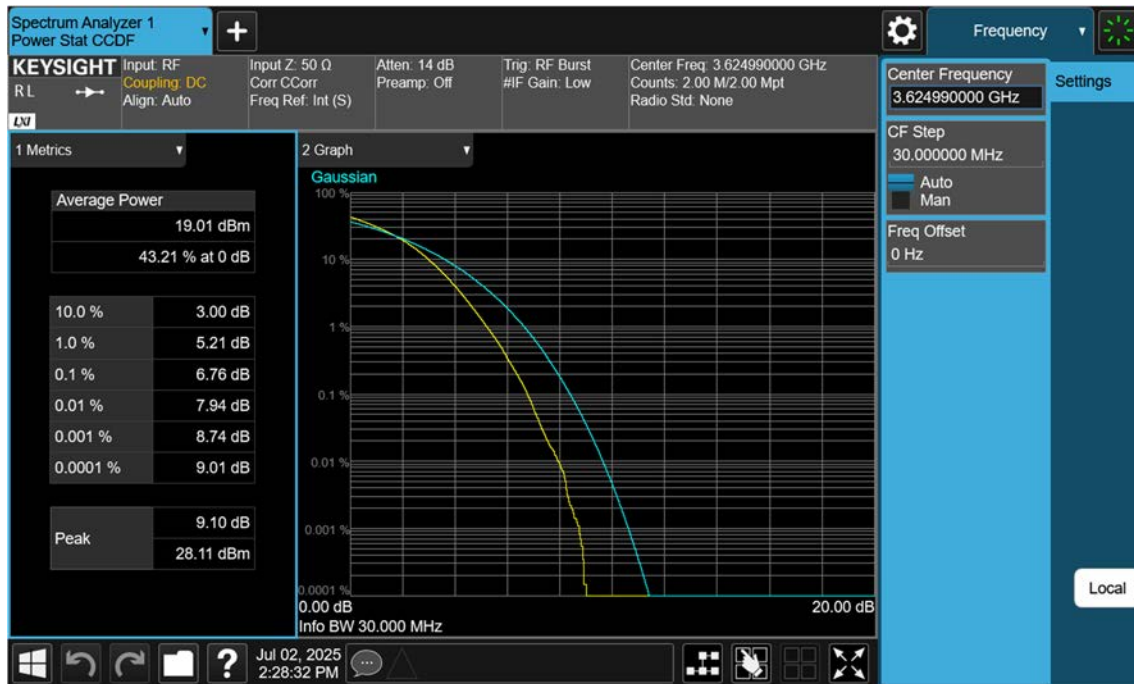 Spectrum Analyzer 1
Power Stat CCDF
+
Frequency
KEYSIGHT
RL
LXI
Input: RF
Coupling: DC
Align: Auto
Input Z: 50 Ω
Corr CCorr
Freq Ref: Int (S)
Atten: 14 dB
Preamp: Off
Trig: RF Burst
#IF Gain: Low
Center Freq: 3.624990000 GHz
Counts: 2.00 M/2.00 Mpt
Radio Std: None
Center Frequency
3.624990000 GHz
Settings
CF Step
30.000000 MHz
Auto
Man
Freq Offset
0 Hz
1 Metrics
Average Power
19.01 dBm
43.21 % at 0 dB
10.0 % 3.00 dB
1.0 % 5.21 dB
0.1 % 6.76 dB
0.01 % 7.94 dB
0.001 % 8.74 dB
0.0001 % 9.01 dB
Peak
9.10 dB
28.11 dBm
2 Graph
Gaussian
100 %
10 %
1 %
0.1 %
0.01 %
0.001 %
0.0001 %
0.00 dB 20.00 dB
Info BW 30.000 MHz
Local
?
Jul 02, 2025
2:28:32 PM